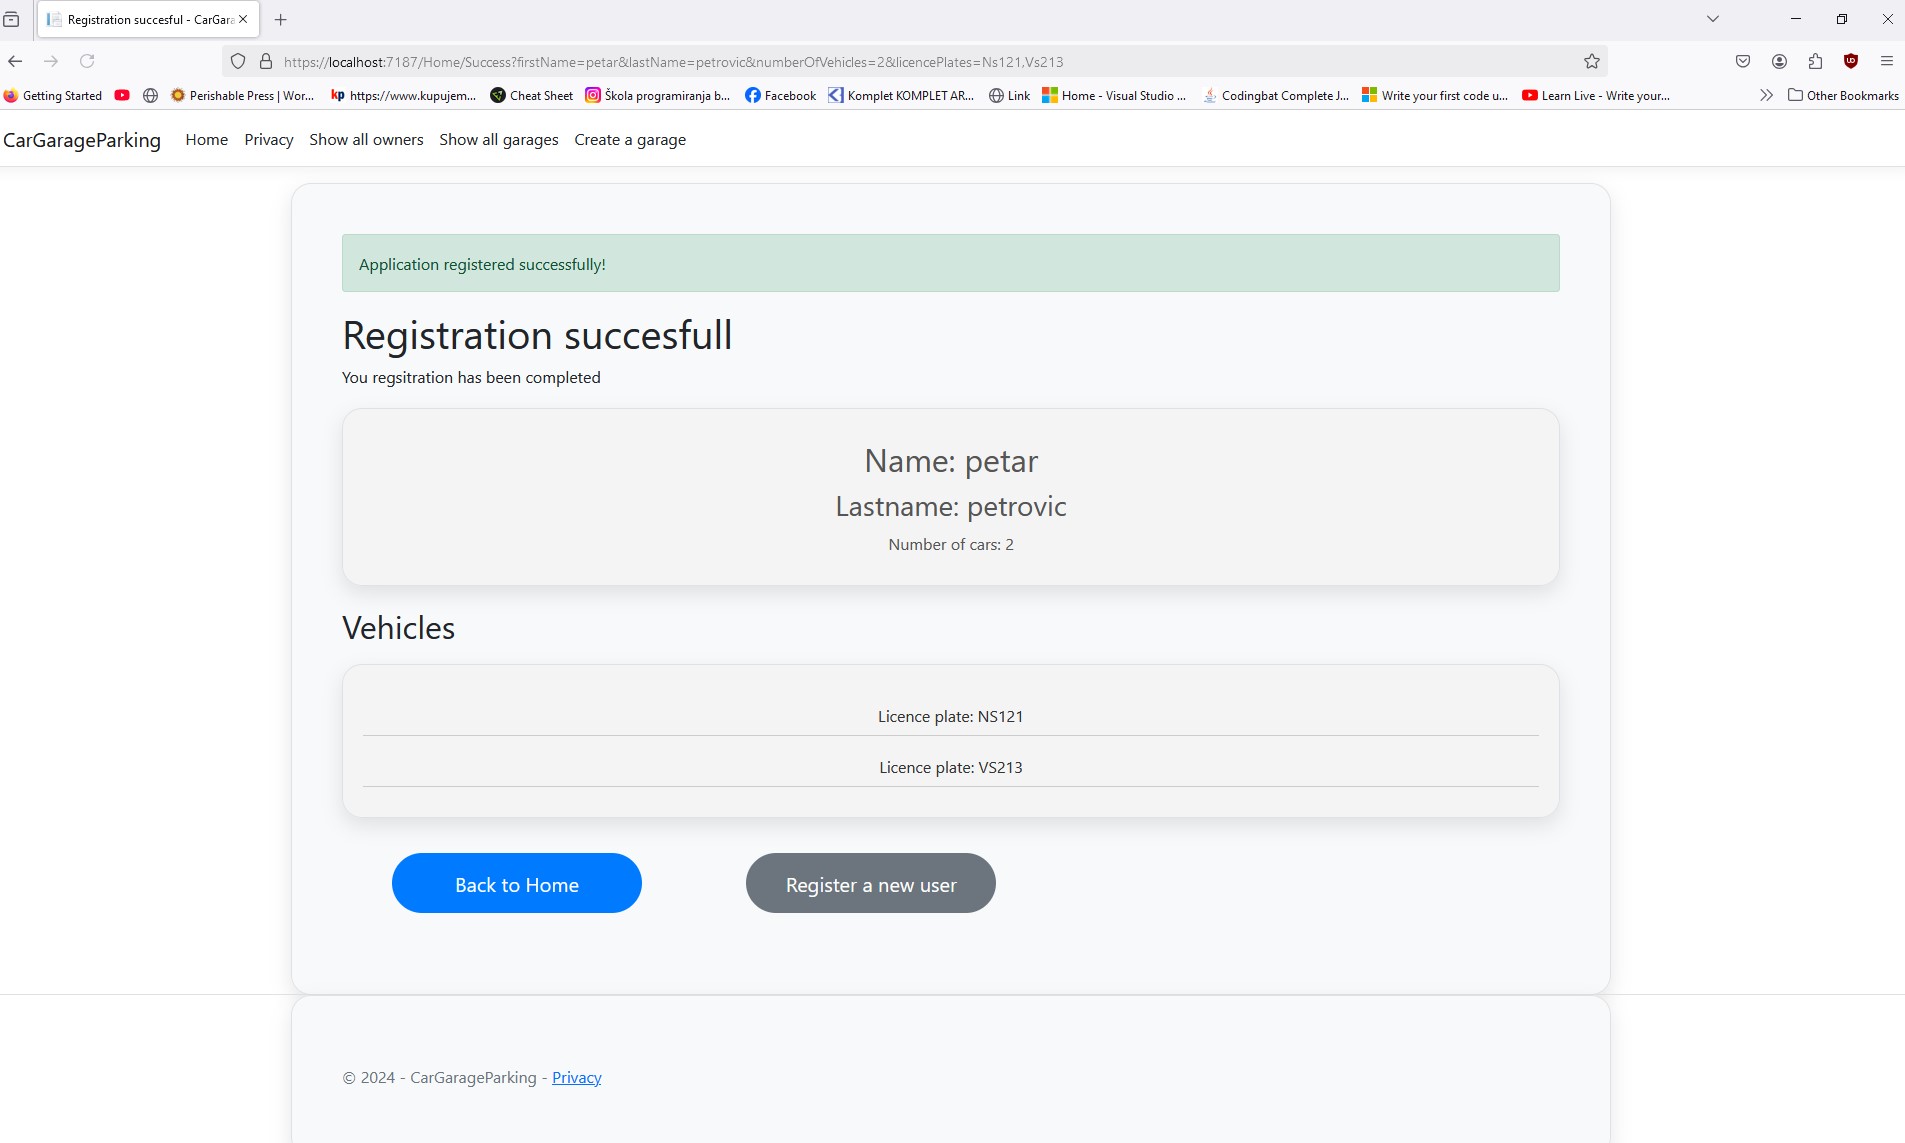 Registration succesful - CarGara
https://localhost:7187/Home/Success?firstName=petar&lastName=petrovic&numberOfVehicles=2&licencePlates=Ns121,Vs213
Getting Started Perishable Press | Wor... kp https://www.kupujem... Cheat Sheet Škola programiranja b... Facebook Komplet KOMPLET AR... Link Home - Visual Studio ... Codingbat Complete J... Write your first code u... Learn Live - Write your... Other Bookmarks
CarGarageParking Home Privacy Show all owners Show all garages Create a garage
Application registered successfully!
Registration succesfull
You regsitration has been completed
Name: petar
Lastname: petrovic
Number of cars: 2
Vehicles
Licence plate: NS121
Licence plate: VS213
Back to Home Register a new user
© 2024 - CarGarageParking - Privacy